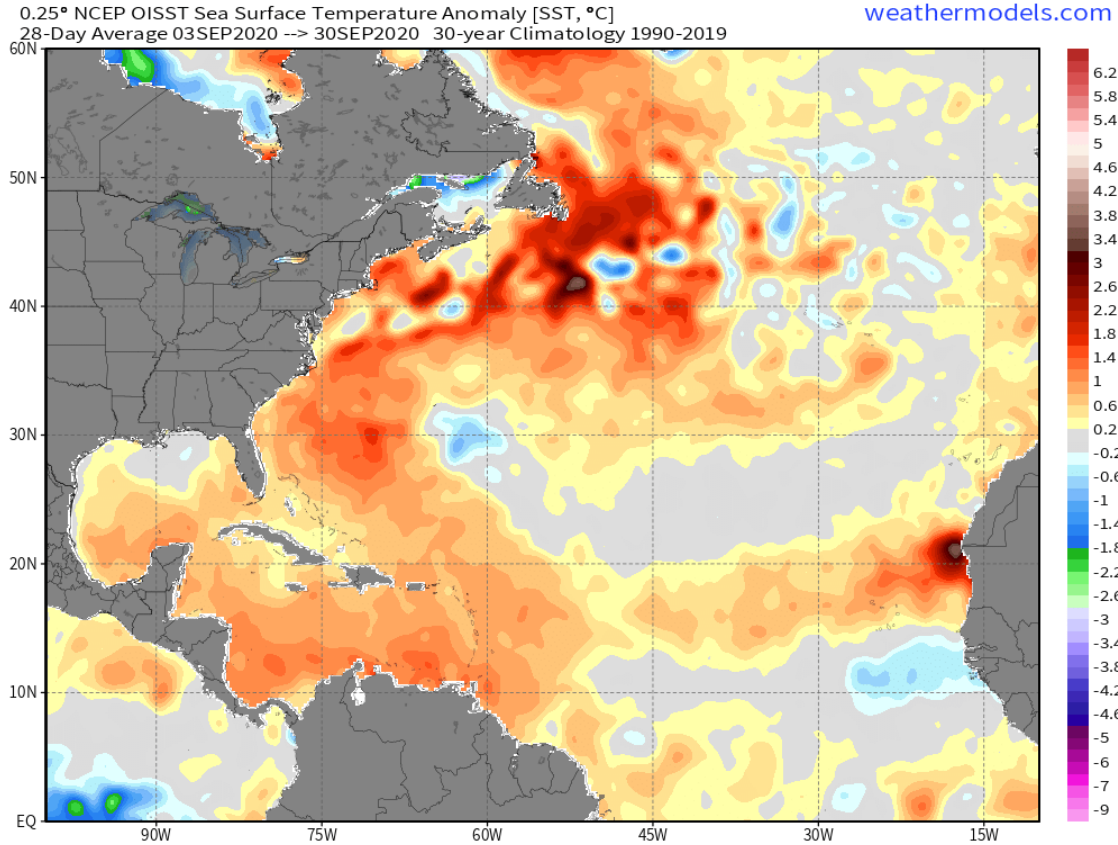 0.25° NCEP OISST Sea Surface Temperature Anomaly [SST, °C]
weathermodels.com
28-Day Average 03SEP2020 --> 30SEP2020 30-year Climatology 1990-2019
60N
50N
40N
30N
20N
10N
EQ
90W
75W
60W
45W
30W
15W
6.2
5.8
5.4
5
4.6
4.2
3.8
3.4
3
2.6
2.2
1.8
1.4
1
0.6
0.2
-0.2
-0.6
-1
-1.4
-1.8
-2.2
-2.6
-3
-3.4
-3.8
-4.2
-4.6
-5
-6
-7
-9